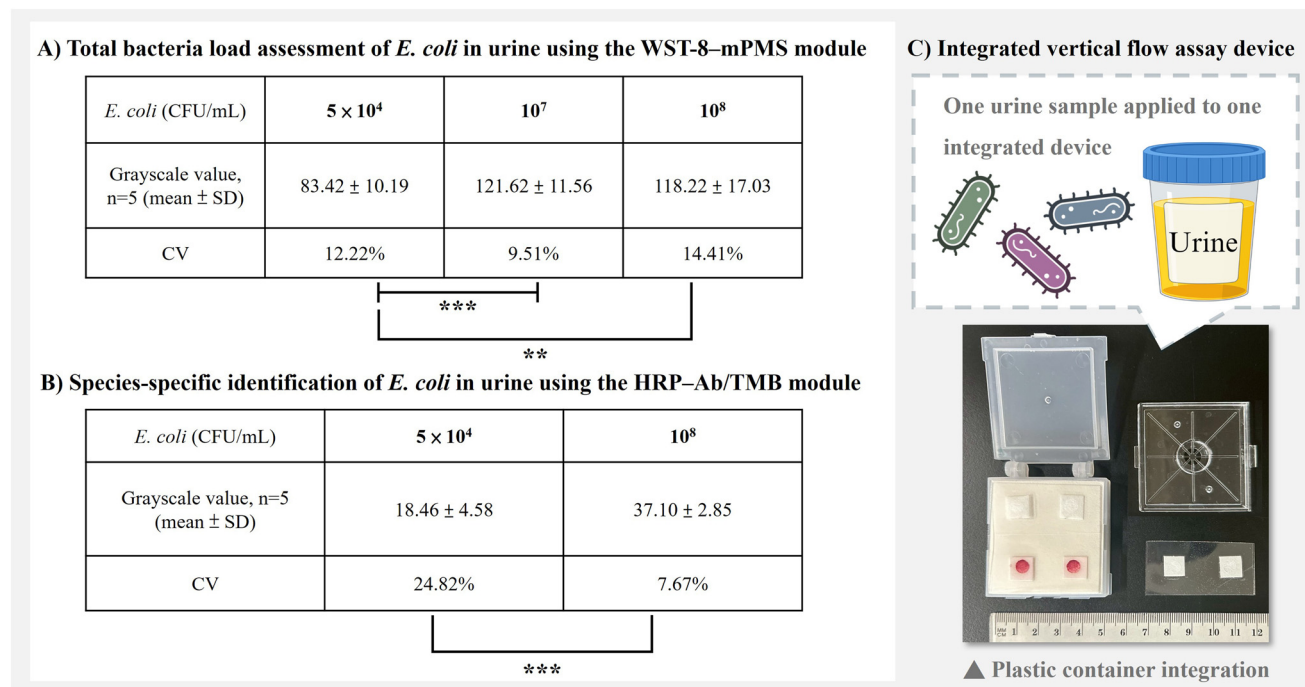 A) Total bacteria load assessment of E. coli in urine using the WST-8–mPMS module
E. coli (CFU/mL) 5 × 10⁴ 10⁷ 10⁸
Grayscale value,
n=5 (mean ± SD) 83.42 ± 10.19 121.62 ± 11.56 118.22 ± 17.03
CV 12.22% 9.51% 14.41%
***
**
B) Species-specific identification of E. coli in urine using the HRP–Ab/TMB module
E. coli (CFU/mL) 5 × 10⁴ 10⁸
Grayscale value, n=5
(mean ± SD) 18.46 ± 4.58 37.10 ± 2.85
CV 24.82% 7.67%
***
C) Integrated vertical flow assay device
One urine sample applied to one
integrated device
Urine
MM
CM 1 2 3 4 5 6 7 8 9 10 11 12
▲ Plastic container integration